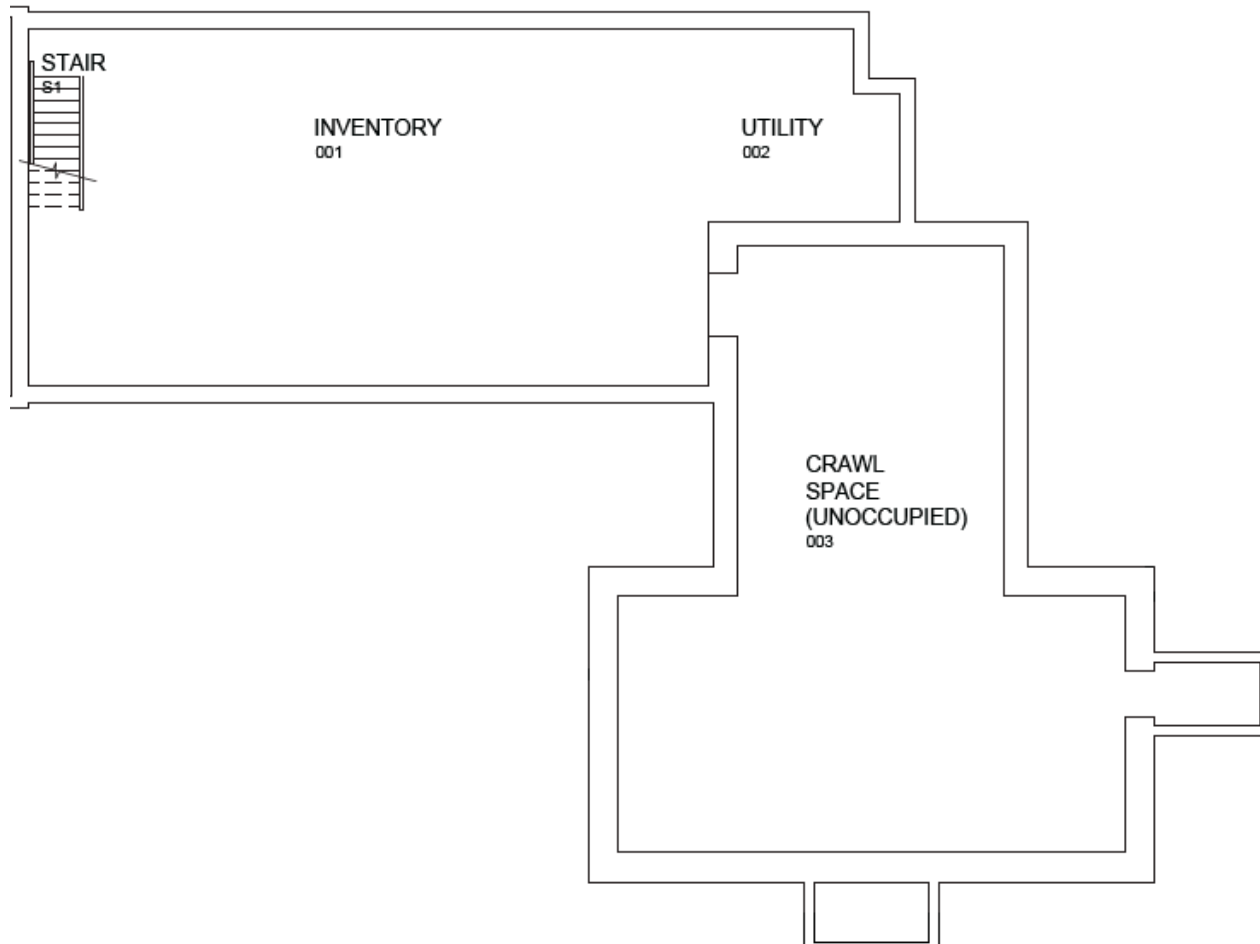 STAIR
S1
INVENTORY
001
UTILITY
002
CRAWL
SPACE
(UNOCCUPIED)
003